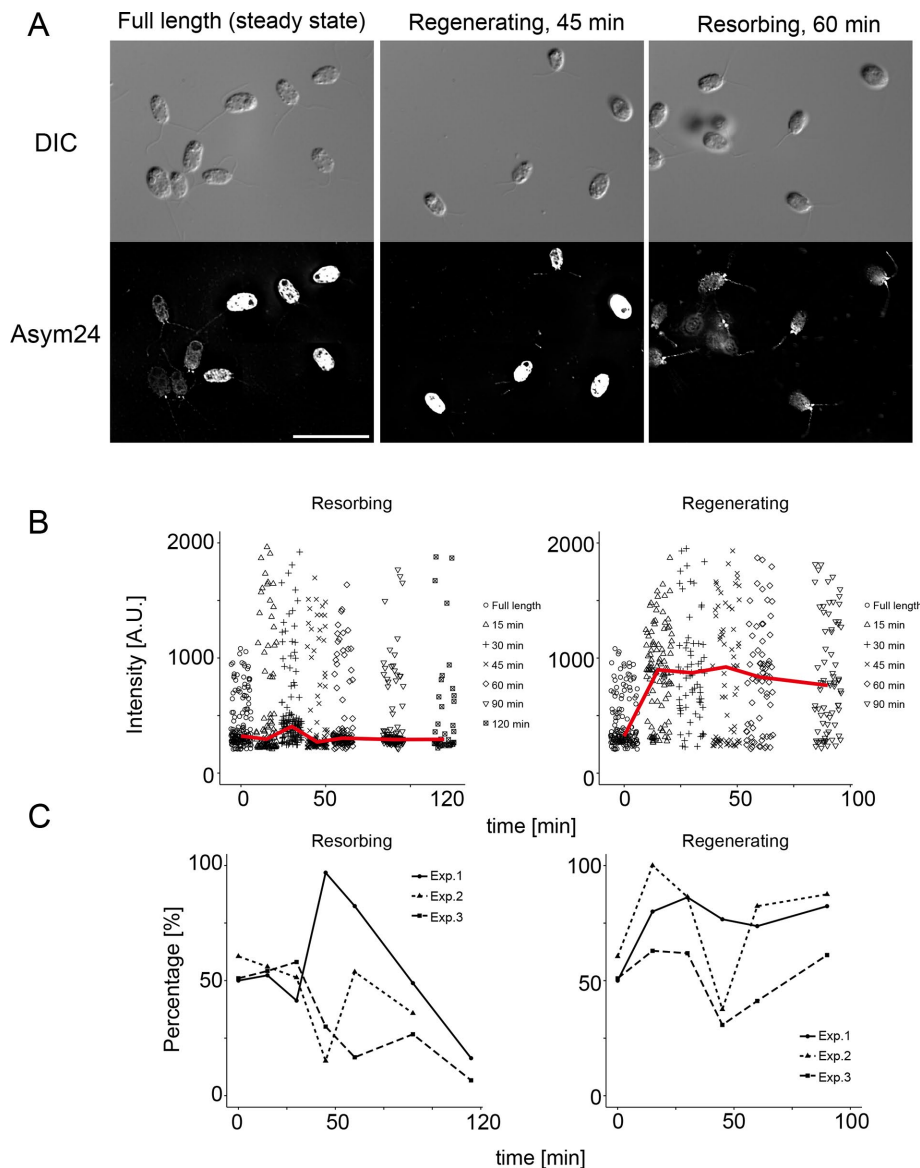 A
Full length (steady state) Regenerating, 45 min Resorbing, 60 min
DIC
Asym24
B
Resorbing
Regenerating
Intensity [A.U.]
2000
1000
0
0 50 120
Full length
15 min
30 min
45 min
60 min
90 min
120 min
2000
1000
0
0 50 100
Full length
15 min
30 min
45 min
60 min
90 min
time [min]
C
Resorbing
Regenerating
Percentage [%]
100
50
0
0 50 120
Exp.1
Exp.2
Exp.3
100
50
0
0 50 100
Exp.1
Exp.2
Exp.3
time [min]